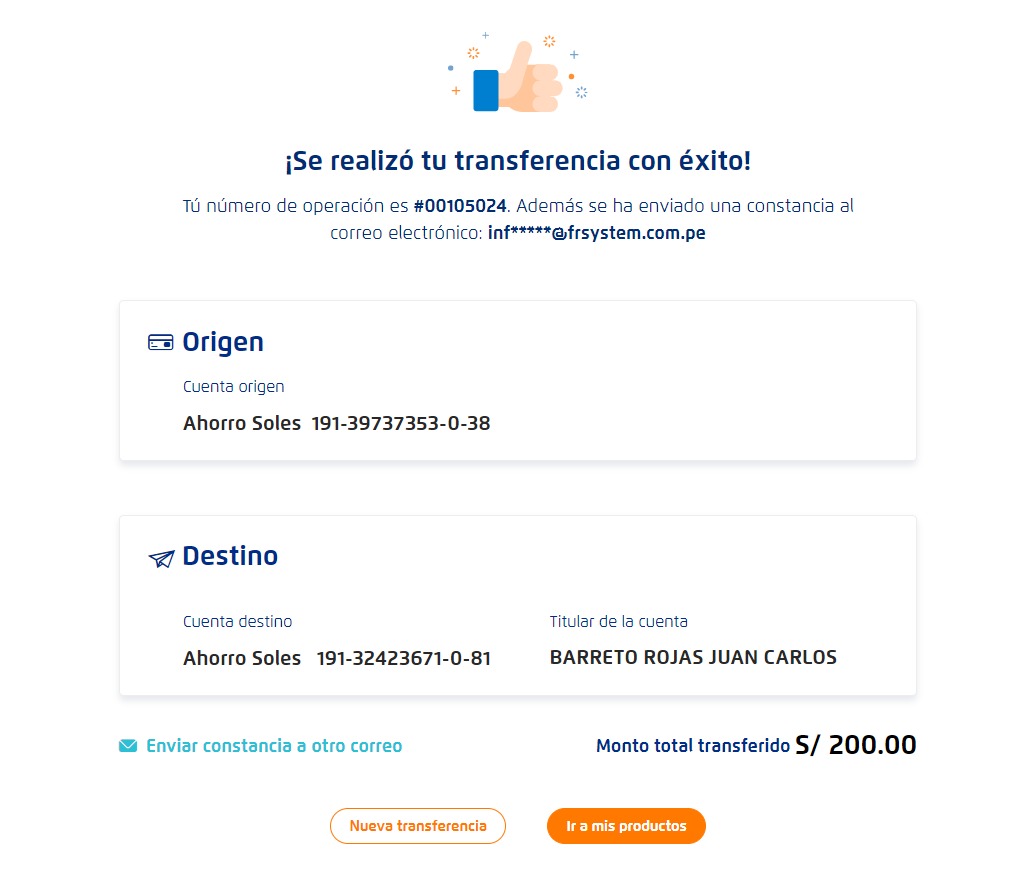 ¡Se realizó tu transferencia con éxito!
Tú número de operación es #00105024. Además se ha enviado una constancia al
correo electrónico: inf*****@frsystem.com.pe
Origen
Cuenta origen
Ahorro Soles 191-39737353-0-38
Destino
Cuenta destino
Ahorro Soles 191-32423671-0-81
Titular de la cuenta
BARRETO ROJAS JUAN CARLOS
Enviar constancia a otro correo
Monto total transferido S/ 200.00
Nueva transferencia
Ir a mis productos